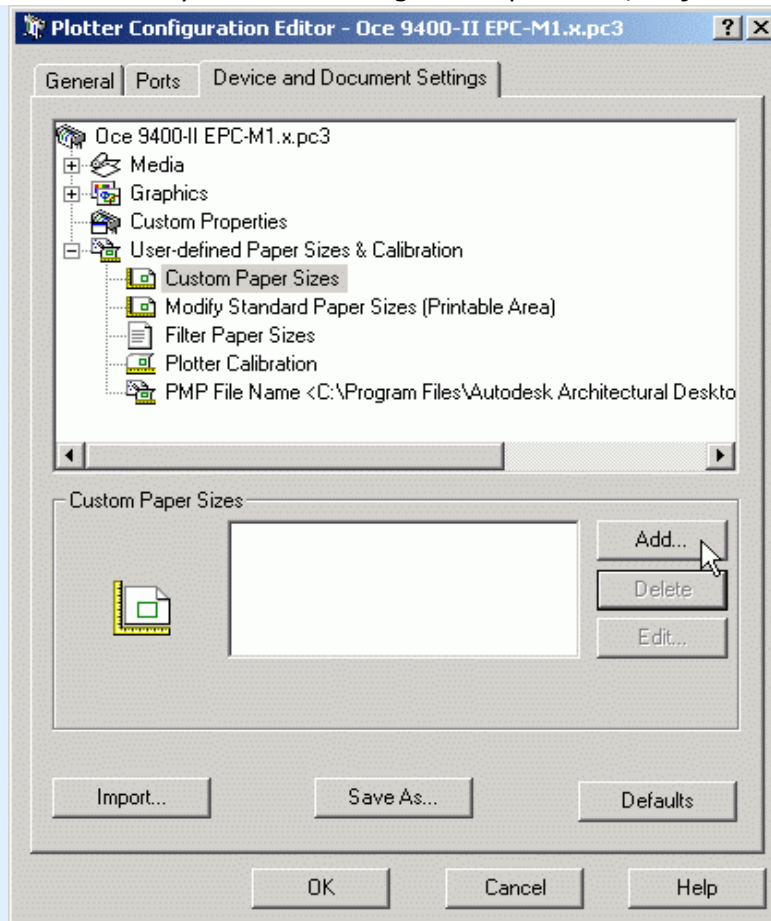 Plotter Configuration Editor - Oce 9400-II EPC-M1.x.pc3
General Ports Device and Document Settings
Oce 9400-II EPC-M1.x.pc3
Media
Graphics
Custom Properties
User-defined Paper Sizes & Calibration
Custom Paper Sizes
Modify Standard Paper Sizes (Printable Area)
Filter Paper Sizes
Plotter Calibration
PMP File Name <C:\Program Files\Autodesk Architectural Deskto
Custom Paper Sizes
Add...
Delete
Edit...
Import... Save As... Defaults
OK Cancel Help